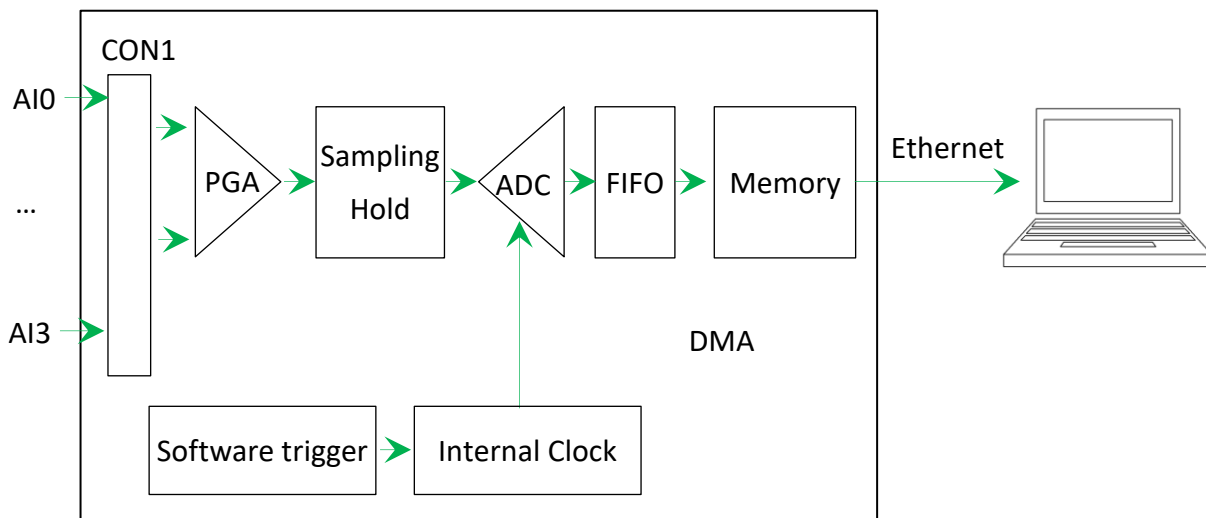 CON1
AI0
...
AI3
PGA
Sampling
Hold
ADC
FIFO
Memory
Ethernet
DMA
Software trigger
Internal Clock